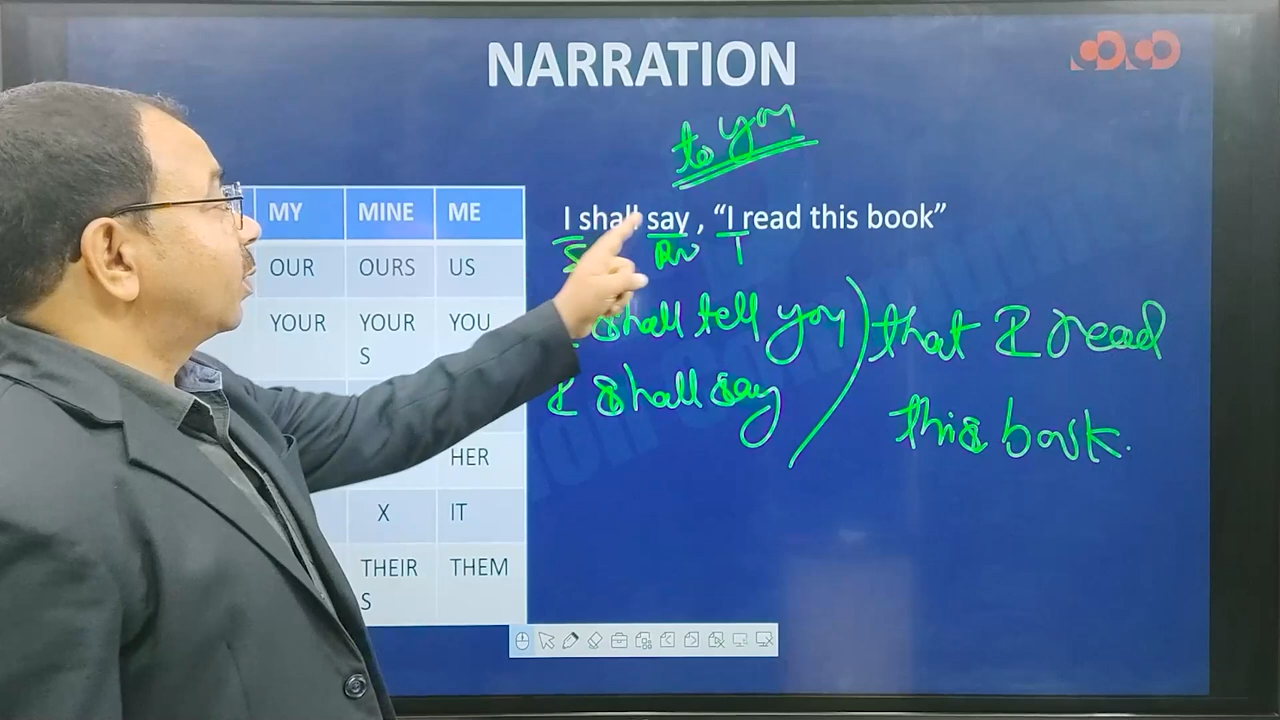 NARRATION
to you
MY MINE ME
OUR OURS US
YOUR YOUR
S YOU
HER
X IT
THEIR
S THEM
I shall say , “I read this book”
S RV I
shall tell you ) that I read
I shall say this book.